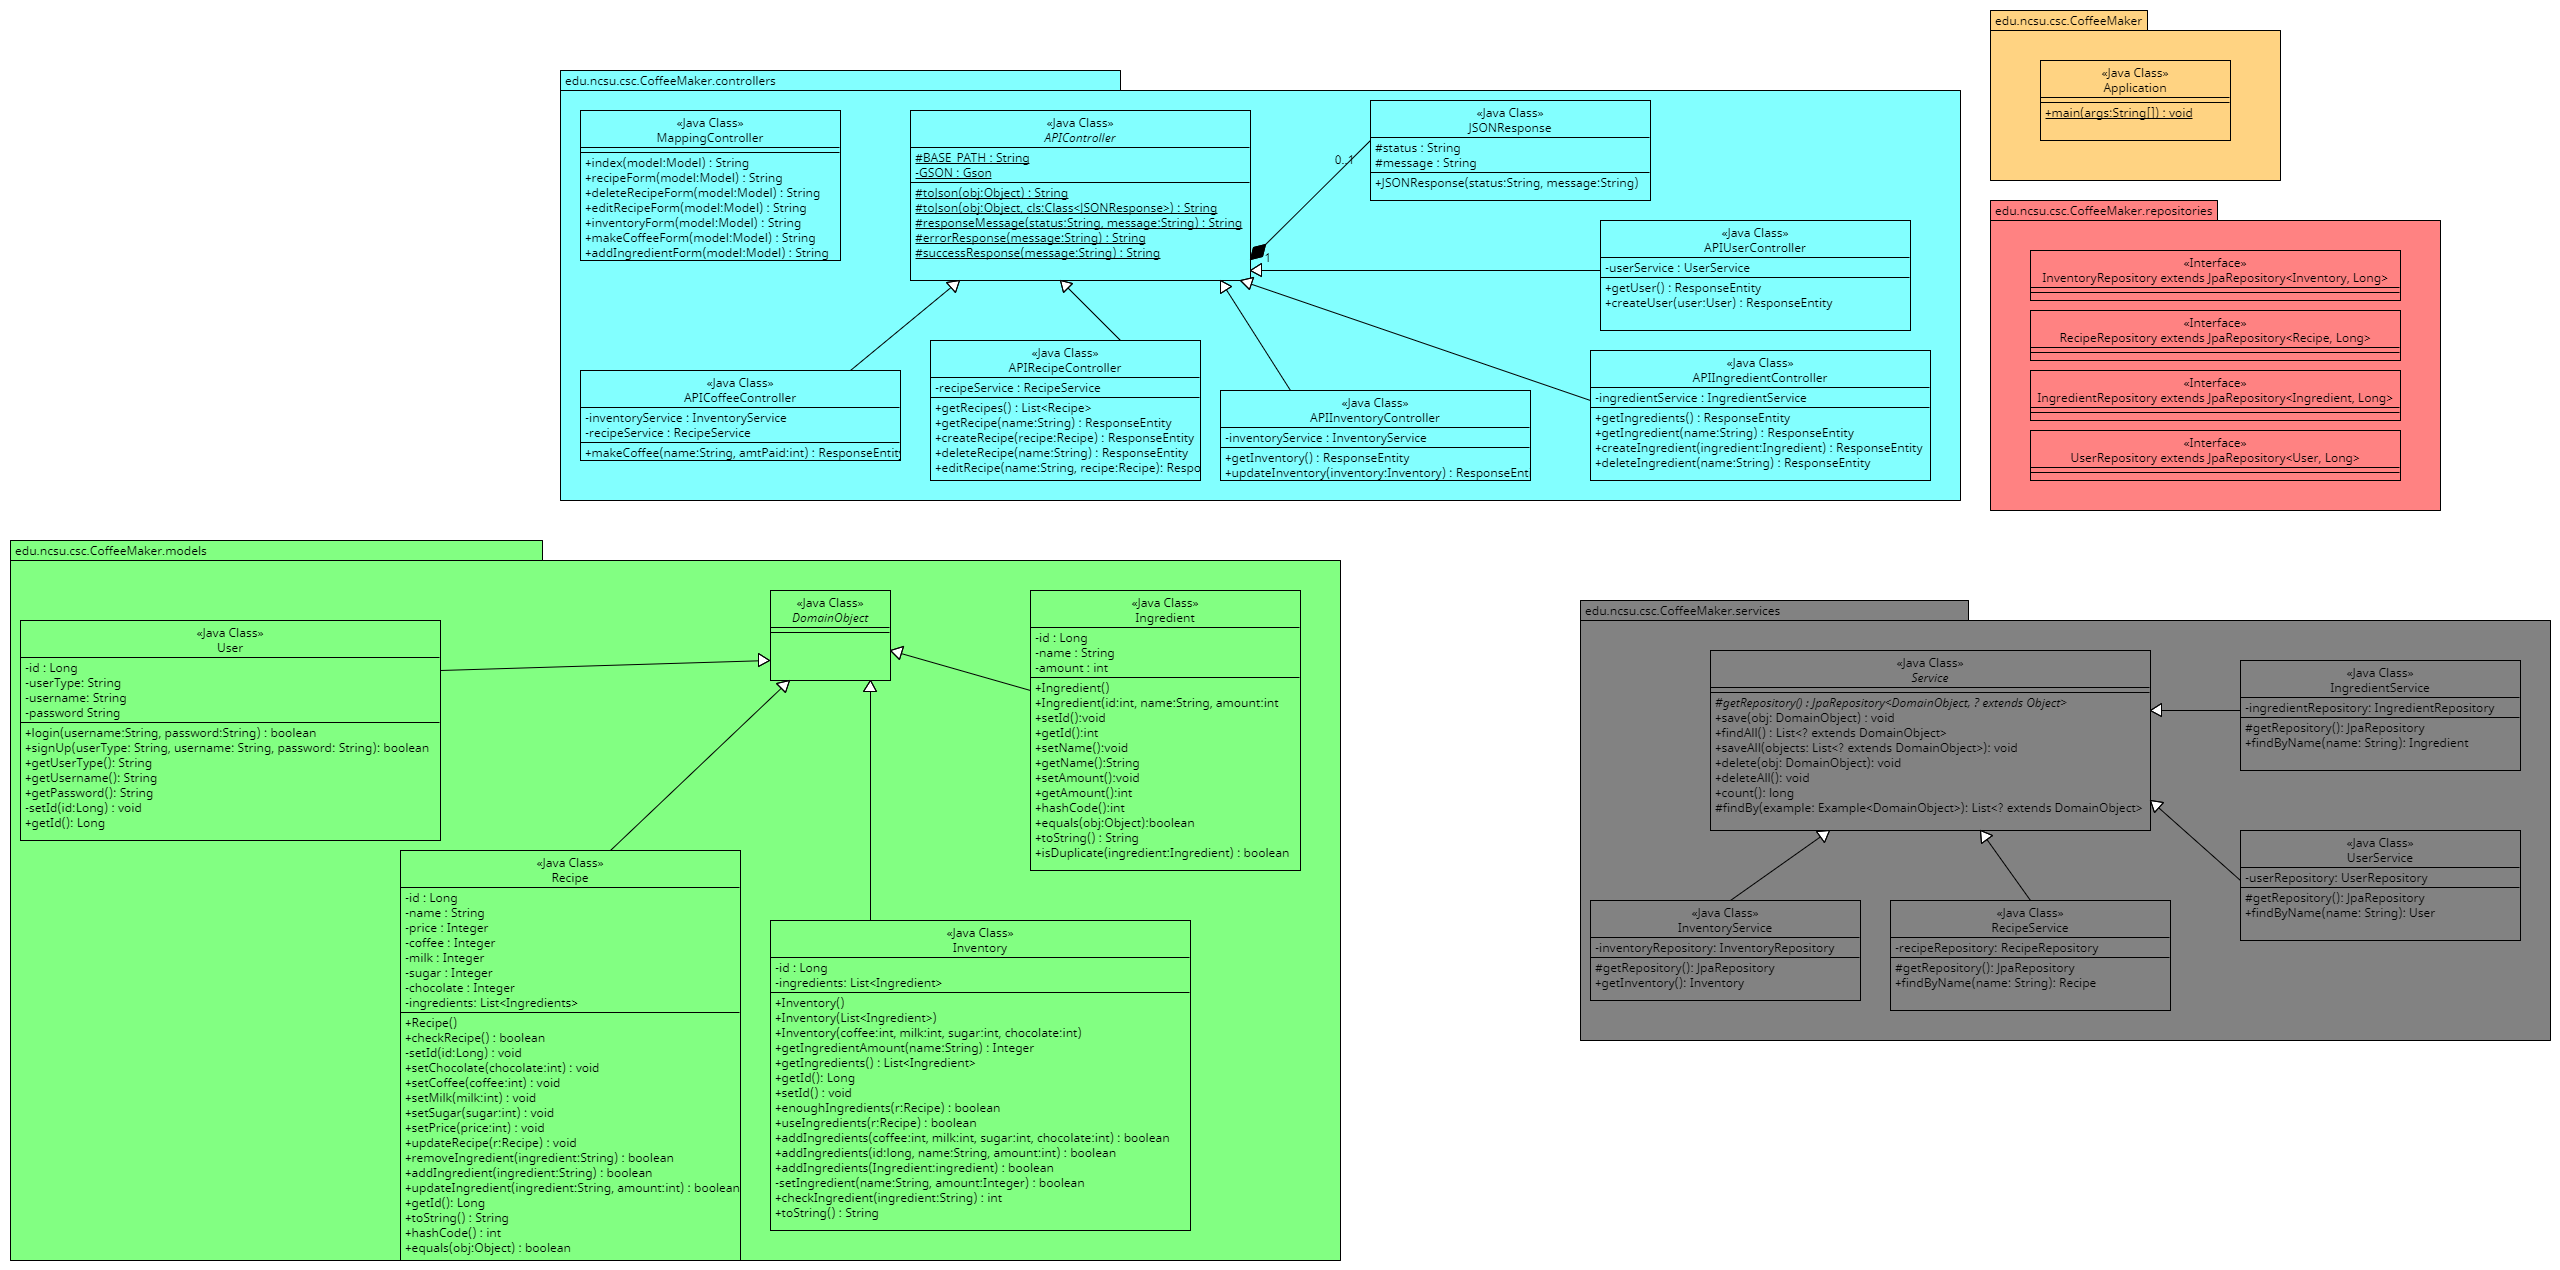 edu.ncsu.csc.CoffeeMaker
«Java Class»
Application
+main(args:String[]) : void
edu.ncsu.csc.CoffeeMaker.controllers
«Java Class»
MappingController
+index(model:Model) : String
+recipeForm(model:Model) : String
+deleteRecipeForm(model:Model) : String
+editRecipeForm(model:Model) : String
+inventoryForm(model:Model) : String
+makeCoffeeForm(model:Model) : String
+addIngredientForm(model:Model) : String
«Java Class»
APIController
#BASE_PATH : String
-GSON : Gson
#toJson(obj:Object) : String
#toJson(obj:Object, cls:Class<JSONResponse>) : String
#responseMessage(status:String, message:String) : String
#errorResponse(message:String) : String
#successResponse(message:String) : String
0..1
1
«Java Class»
JSONResponse
#status : String
#message : String
+JSONResponse(status:String, message:String)
«Java Class»
APIUserController
-userService : UserService
+getUser() : ResponseEntity
+createUser(user:User) : ResponseEntity
«Java Class»
APICoffeeController
-inventoryService : InventoryService
-recipeService : RecipeService
+makeCoffee(name:String, amtPaid:int) : ResponseEntity
«Java Class»
APIRecipeController
-recipeService : RecipeService
+getRecipes() : List<Recipe>
+getRecipe(name:String) : ResponseEntity
+createRecipe(recipe:Recipe) : ResponseEntity
+deleteRecipe(name:String) : ResponseEntity
+editRecipe(name:String, recipe:Recipe): Respo
«Java Class»
APIInventoryController
-inventoryService : InventoryService
+getInventory() : ResponseEntity
+updateInventory(inventory:Inventory) : ResponseEnti
«Java Class»
APIIngredientController
-ingredientService : IngredientService
+getIngredients() : ResponseEntity
+getIngredient(name:String) : ResponseEntity
+createIngredient(ingredient:Ingredient) : ResponseEntity
+deleteIngredient(name:String) : ResponseEntity
edu.ncsu.csc.CoffeeMaker.repositories
«Interface»
InventoryRepository extends JpaRepository<Inventory, Long>
«Interface»
RecipeRepository extends JpaRepository<Recipe, Long>
«Interface»
IngredientRepository extends JpaRepository<Ingredient, Long>
«Interface»
UserRepository extends JpaRepository<User, Long>
edu.ncsu.csc.CoffeeMaker.models
«Java Class»
User
-id : Long
-userType: String
-username: String
-password String
+login(username:String, password:String) : boolean
+signUp(userType: String, username: String, password: String): boolean
+getUserType(): String
+getUsername(): String
+getPassword(): String
-setId(id:Long) : void
+getId(): Long
«Java Class»
DomainObject
«Java Class»
Ingredient
-id : Long
-name : String
-amount : int
+Ingredient()
+Ingredient(id:int, name:String, amount:int
+setId():void
+getId():int
+setName():void
+getName():String
+setAmount():void
+getAmount():int
+hashCode():int
+equals(obj:Object):boolean
+toString() : String
+isDuplicate(ingredient:Ingredient) : boolean
«Java Class»
Recipe
-id : Long
-name : String
-price : Integer
-coffee : Integer
-milk : Integer
-sugar : Integer
-chocolate : Integer
-ingredients: List<Ingredients>
+Recipe()
+checkRecipe() : boolean
-setId(id:Long) : void
+setChocolate(chocolate:int) : void
+setCoffee(coffee:int) : void
+setMilk(milk:int) : void
+setSugar(sugar:int) : void
+setPrice(price:int) : void
+updateRecipe(r:Recipe) : void
+removeIngredient(ingredient:String) : boolean
+addIngredient(ingredient:String) : boolean
+updateIngredient(ingredient:String, amount:int) : boolean
+getId(): Long
+toString() : String
+hashCode() : int
+equals(obj:Object) : boolean
«Java Class»
Inventory
-id : Long
-ingredients: List<Ingredient>
+Inventory()
+Inventory(List<Ingredient>)
+Inventory(coffee:int, milk:int, sugar:int, chocolate:int)
+getIngredientAmount(name:String) : Integer
+getIngredients() : List<Ingredient>
+getId(): Long
+setId() : void
+enoughIngredients(r:Recipe) : boolean
+useIngredients(r:Recipe) : boolean
+addIngredients(coffee:int, milk:int, sugar:int, chocolate:int) : boolean
+addIngredients(id:long, name:String, amount:int) : boolean
+addIngredients(Ingredient:ingredient) : boolean
-setIngredient(name:String, amount:Integer) : boolean
+checkIngredient(ingredient:String) : int
+toString() : String
edu.ncsu.csc.CoffeeMaker.services
«Java Class»
Service
#getRepository() : JpaRepository<DomainObject, ? extends Object>
+save(obj: DomainObject) : void
+findAll() : List<? extends DomainObject>
+saveAll(objects: List<? extends DomainObject>): void
+delete(obj: DomainObject): void
+deleteAll(): void
+count(): long
#findBy(example: Example<DomainObject>): List<? extends DomainObject>
«Java Class»
IngredientService
-ingredientRepository: IngredientRepository
#getRepository(): JpaRepository
+findByName(name: String): Ingredient
«Java Class»
UserService
-userRepository: UserRepository
#getRepository(): JpaRepository
+findByName(name: String): User
«Java Class»
InventoryService
-inventoryRepository: InventoryRepository
#getRepository(): JpaRepository
+getInventory(): Inventory
«Java Class»
RecipeService
-recipeRepository: RecipeRepository
#getRepository(): JpaRepository
+findByName(name: String): Recipe